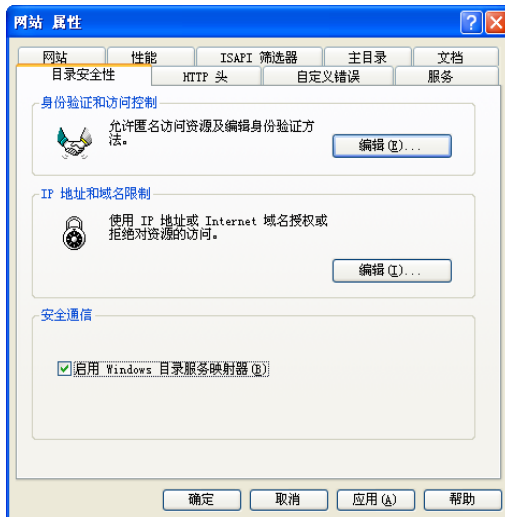 网站 属性
网站 性能 ISAPI 筛选器 主目录 文档
目录安全性 HTTP 头 自定义错误 服务
身份验证和访问控制
允许匿名访问资源及编辑身份验证方
法。
编辑(E)...
IP 地址和域名限制
使用 IP 地址或 Internet 域名授权或
拒绝对资源的访问。
编辑(I)...
安全通信
启用 Windows 目录服务映射器(B)
确定 取消 应用(A) 帮助